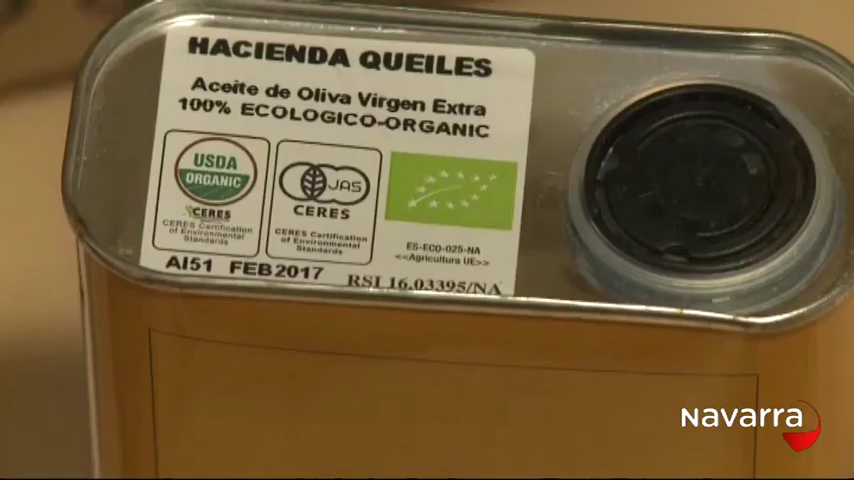 HACIENDA QUEILES
Aceite de Oliva Virgen Extra
100% ECOLOGICO-ORGANIC
USDA
ORGANIC
CERES
CERES Certification
of Environmental
Standards
JAS
CERES
CERES Certification
of Environmental
Standards
ES-ECO-025-NA
<<Agricultura UE>>
AI51 FEB2017
RSI 16.03395/NA
Navarra